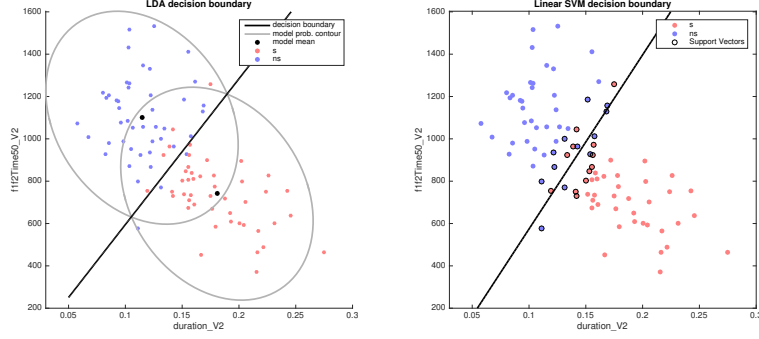 LDA decision boundary
1600
1400
1200
1000
800
600
400
200
f1f2Time50_V2
0.05 0.1 0.15 0.2 0.25 0.3
duration_V2
decision boundary
model prob. contour
model mean
s
ns
Linear SVM decision boundary
1600
1400
1200
1000
800
600
400
200
f1f2Time50_V2
0.05 0.1 0.15 0.2 0.25 0.3
duration_V2
s
ns
Support Vectors